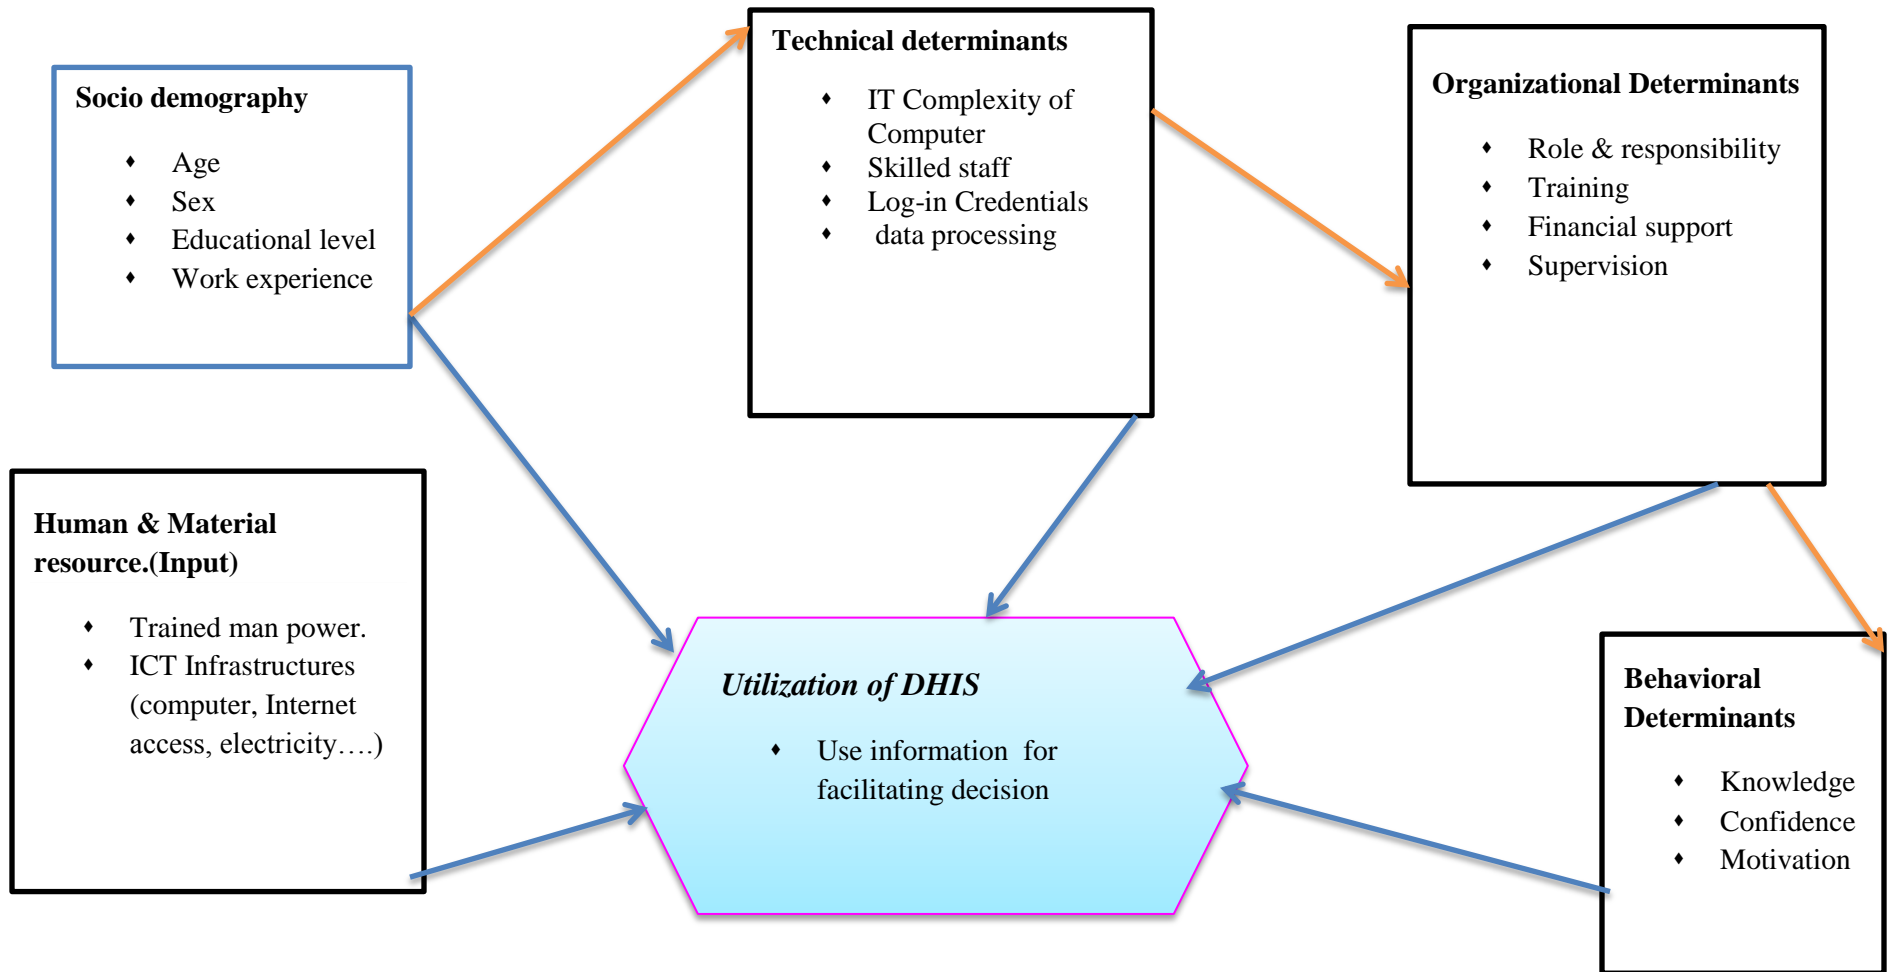 Socio demography
♦ Age
♦ Sex
♦ Educational level
♦ Work experience
Technical determinants
♦ IT Complexity of
Computer
♦ Skilled staff
♦ Log-in Credentials
♦ data processing
Organizational Determinants
♦ Role & responsibility
♦ Training
♦ Financial support
♦ Supervision
Human & Material
resource.(Input)
♦ Trained man power.
♦ ICT Infrastructures
(computer, Internet
access, electricity….)
Utilization of DHIS
♦ Use information for
facilitating decision
Behavioral
Determinants
♦ Knowledge
♦ Confidence
♦ Motivation